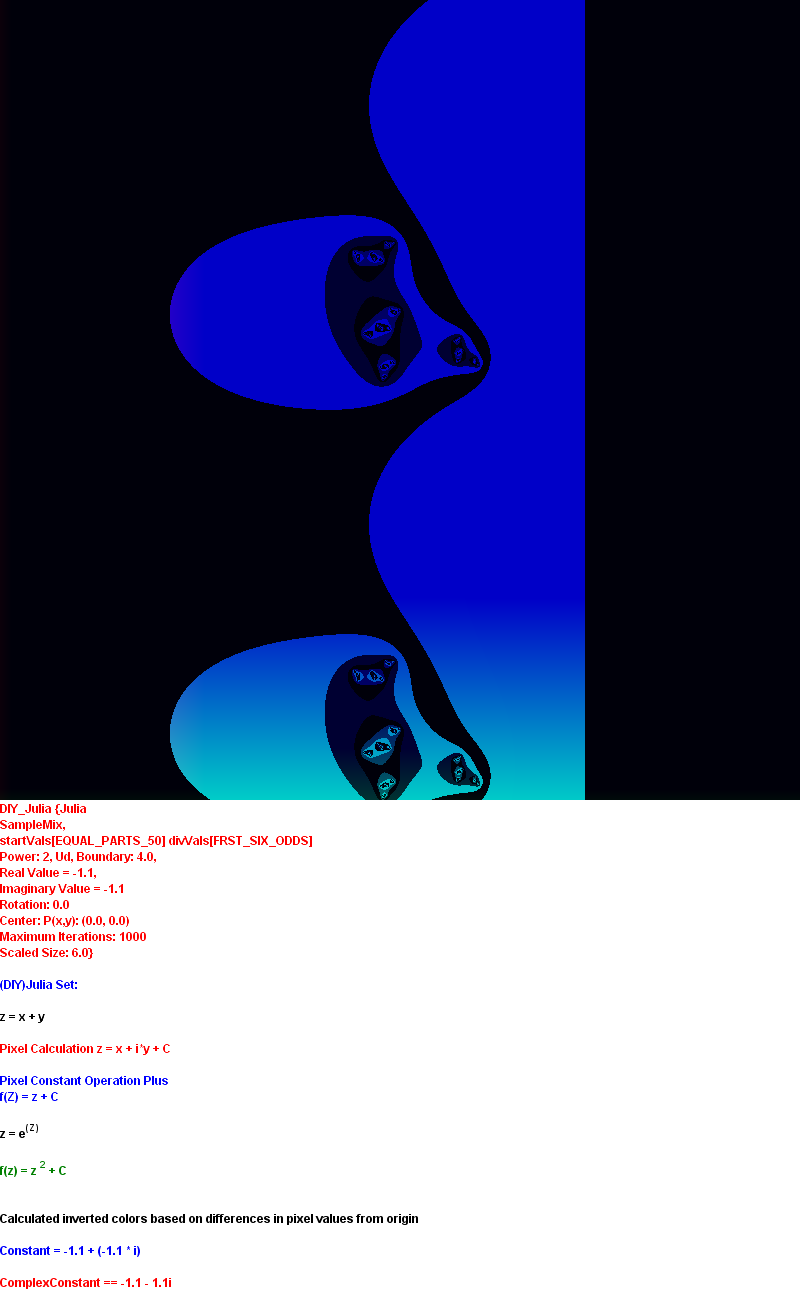 DIY_Julia {Julia
SampleMix,
startVals[EQUAL_PARTS_50] divVals[FRST_SIX_ODDS]
Power: 2, Ud, Boundary: 4.0,
Real Value = -1.1,
Imaginary Value = -1.1
Rotation: 0.0
Center: P(x,y): (0.0, 0.0)
Maximum Iterations: 1000
Scaled Size: 6.0}
(DIY)Julia Set:
z = x + y
Pixel Calculation z = x + i*y + C
Pixel Constant Operation Plus
f(Z) = z + C
z = e(Z)
f(z) = z 2 + C
Calculated inverted colors based on differences in pixel values from origin
Constant = -1.1 + (-1.1 * i)
ComplexConstant == -1.1 - 1.1i